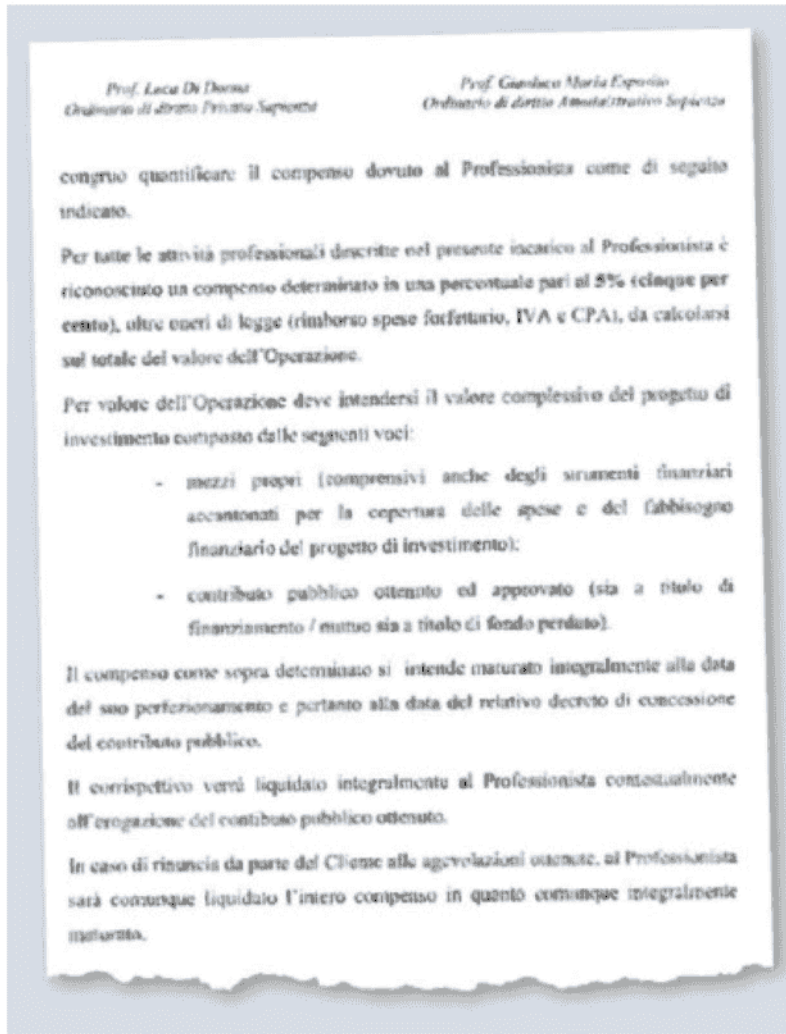 Prof. Luca Di Donna
Ordinario di diritto Privato Sapienza
Prof. Gianluca Maria Esposito
Ordinario di diritto Amministrativo Sapienza
congruo quantificare il compenso dovuto al Professionista come di seguito
indicato.
Per tutte le attività professionali descritte nel presente incarico al Professionista è
riconosciuto un compenso determinato in una percentuale pari al 5% (cinque per
cento), oltre oneri di legge (rimborso spese forfettario, IVA e CPA), da calcolarsi
sul totale del valore dell'Operazione.
Per valore dell'Operazione deve intendersi il valore complessivo del progetto di
investimento composto dalle seguenti voci:
- mezzi propri (comprensivi anche degli strumenti finanziari
accantonati per la copertura delle spese e del fabbisogno
finanziario del progetto di investimento);
- contributo pubblico ottenuto ed approvato (sia a titolo di
finanziamento / mutuo sia a titolo di fondo perduto).
Il compenso come sopra determinato si intende maturato integralmente alla data
del suo perfezionamento e pertanto alla data del relativo decreto di concessione
del contributo pubblico.
Il corrispettivo verrà liquidato integralmente al Professionista contestualmente
all'erogazione del contibuto pubblico ottenuto.
In caso di rinuncia da parte del Cliente alle agevolazioni ottenute, al Professionista
sarà comunque liquidato l'intero compenso in quanto comunque integralmente
maturato.